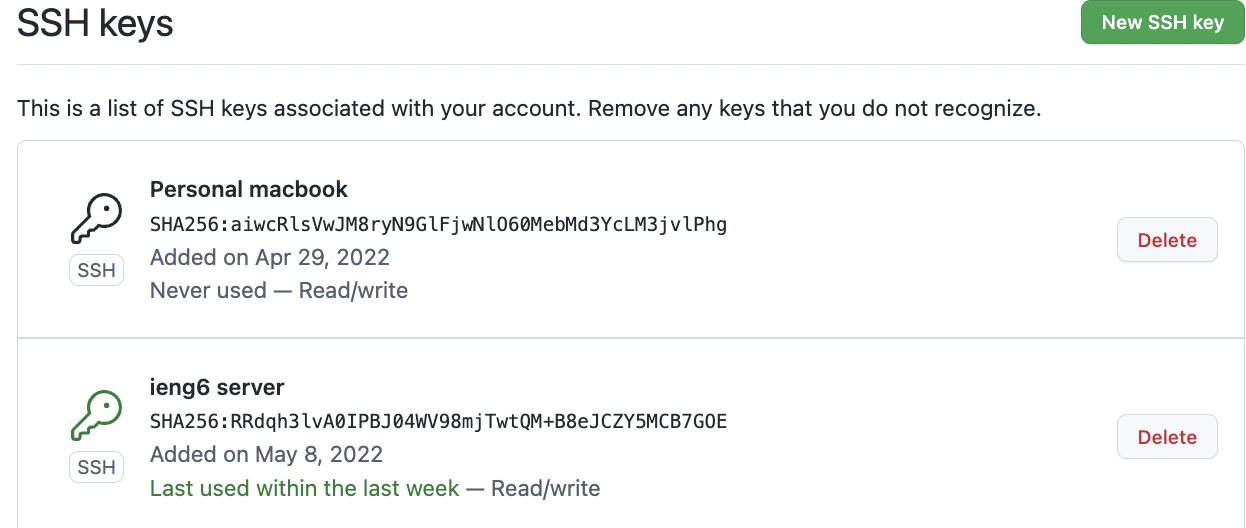 SSH keys
New SSH key
This is a list of SSH keys associated with your account. Remove any keys that you do not recognize.
Personal macbook
SHA256:aiwcRlsVwJM8ryN9GlFjwNlO60MebMd3YcLM3jvlPhg
Added on Apr 29, 2022
Never used — Read/write
SSH
Delete
ieng6 server
SHA256:RRdqh3lvA0IPBJ04WV98mjTwtQM+B8eJCZY5MCB7GOE
Added on May 8, 2022
Last used within the last week — Read/write
SSH
Delete